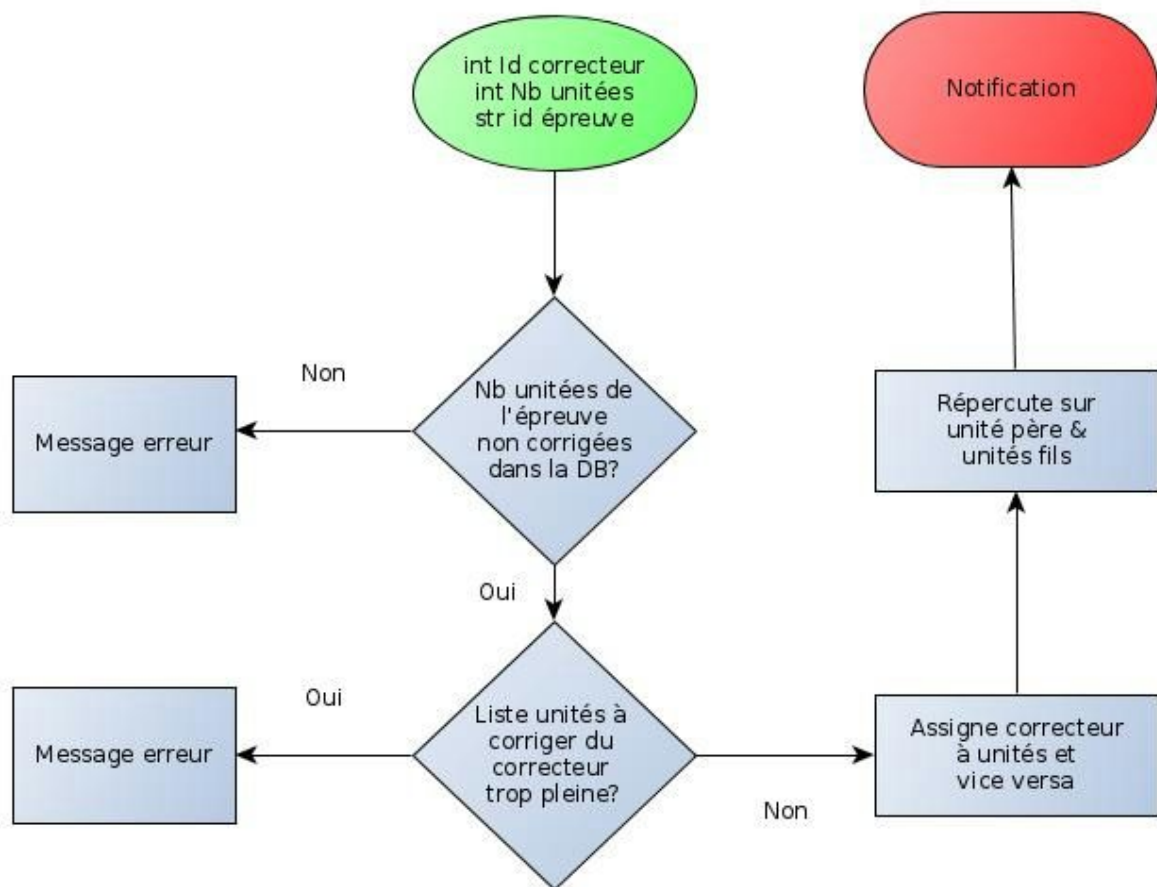 int Id correcteur
int Nb unitées
str id épreuve
Notification
Non
Nb unitées de
l'épreuve
non corrigées
dans la DB?
Message erreur
Répercute sur
unité père &
unités fils
Oui
Oui
Liste unités à
corriger du
correcteur
trop pleine?
Message erreur
Non
Assigne correcteur
à unités et
vice versa